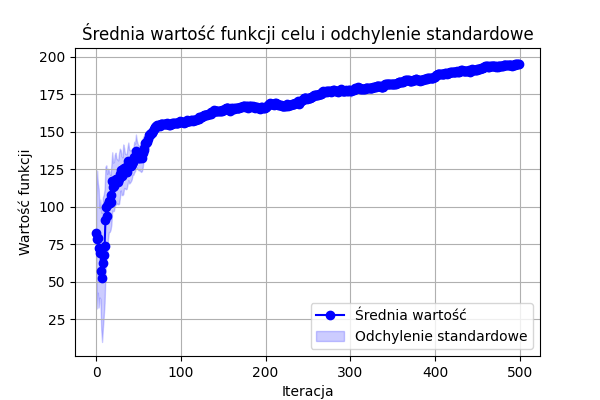 Średnia wartość funkcji celu i odchylenie standardowe
200
175
150
125
100
75
50
25
Wartość funkcji
0 100 200 300 400 500
Iteracja
Średnia wartość
Odchylenie standardowe